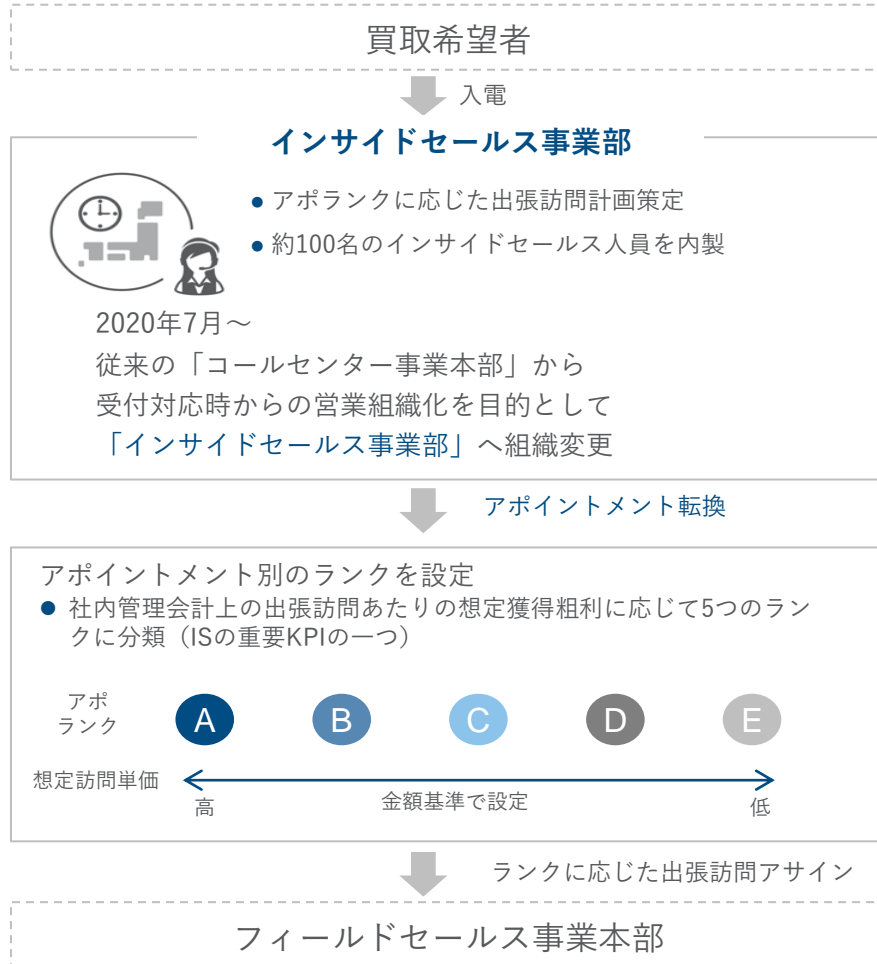 買取希望者
入電
インサイドセールス事業部
● アポランクに応じた出張訪問計画策定
● 約100名のインサイドセールス人員を内製
2020年7月～
従来の「コールセンター事業本部」から
受付対応時からの営業組織化を目的として
「インサイドセールス事業部」へ組織変更
アポイントメント転換
アポイントメント別のランクを設定
● 社内管理会計上の出張訪問あたりの想定獲得粗利に応じて5つのラン
クに分類（ISの重要KPIの一つ）
アポ
ランク
A B C D E
想定訪問単価
高 金額基準で設定 低
ランクに応じた出張訪問アサイン
フィールドセールス事業本部